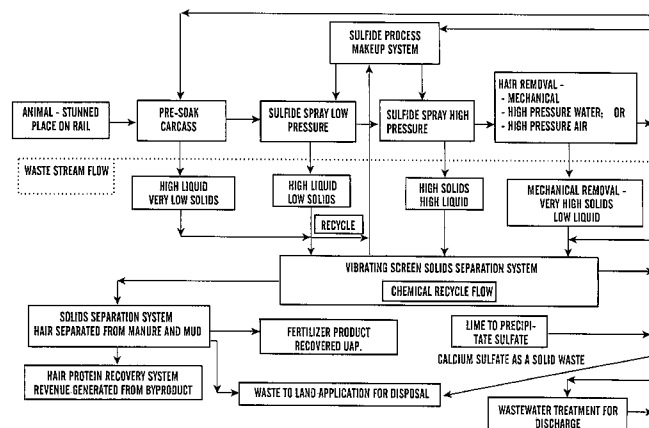 SULFIDE PROCESS
MAKEUP SYSTEM
ANIMAL - STUNNED
PLACE ON RAIL
PRE-SOAK
CARCASS
SULFIDE SPRAY LOW
PRESSURE
SULFIDE SPRAY HIGH
PRESSURE
HAIR REMOVAL -
- MECHANICAL
- HIGH PRESSURE WATER; OR
- HIGH PRESSURE AIR
WASTE STREAM FLOW
HIGH LIQUID
VERY LOW SOLIDS
HIGH LIQUID
LOW SOLIDS
HIGH SOLIDS
HIGH LIQUID
MECHANICAL REMOVAL -
VERY HIGH SOLIDS
LOW LIQUID
RECYCLE
VIBRATING SCREEN SOLIDS SEPARATION SYSTEM
CHEMICAL RECYCLE FLOW
SOLIDS SEPARATION SYSTEM
HAIR SEPARATED FROM MANURE AND MUD
FERTILIZER PRODUCT
RECOVERED UAP.
LIME TO PRECIPI-
TATE SULFATE
CALCIUM SULFATE AS A SOLID WASTE
HAIR PROTEIN RECOVERY SYSTEM
REVENUE GENERATED FROM BYPRODUCT
WASTE TO LAND APPLICATION FOR DISPOSAL
WASTEWATER TREATMENT FOR
DISCHARGE